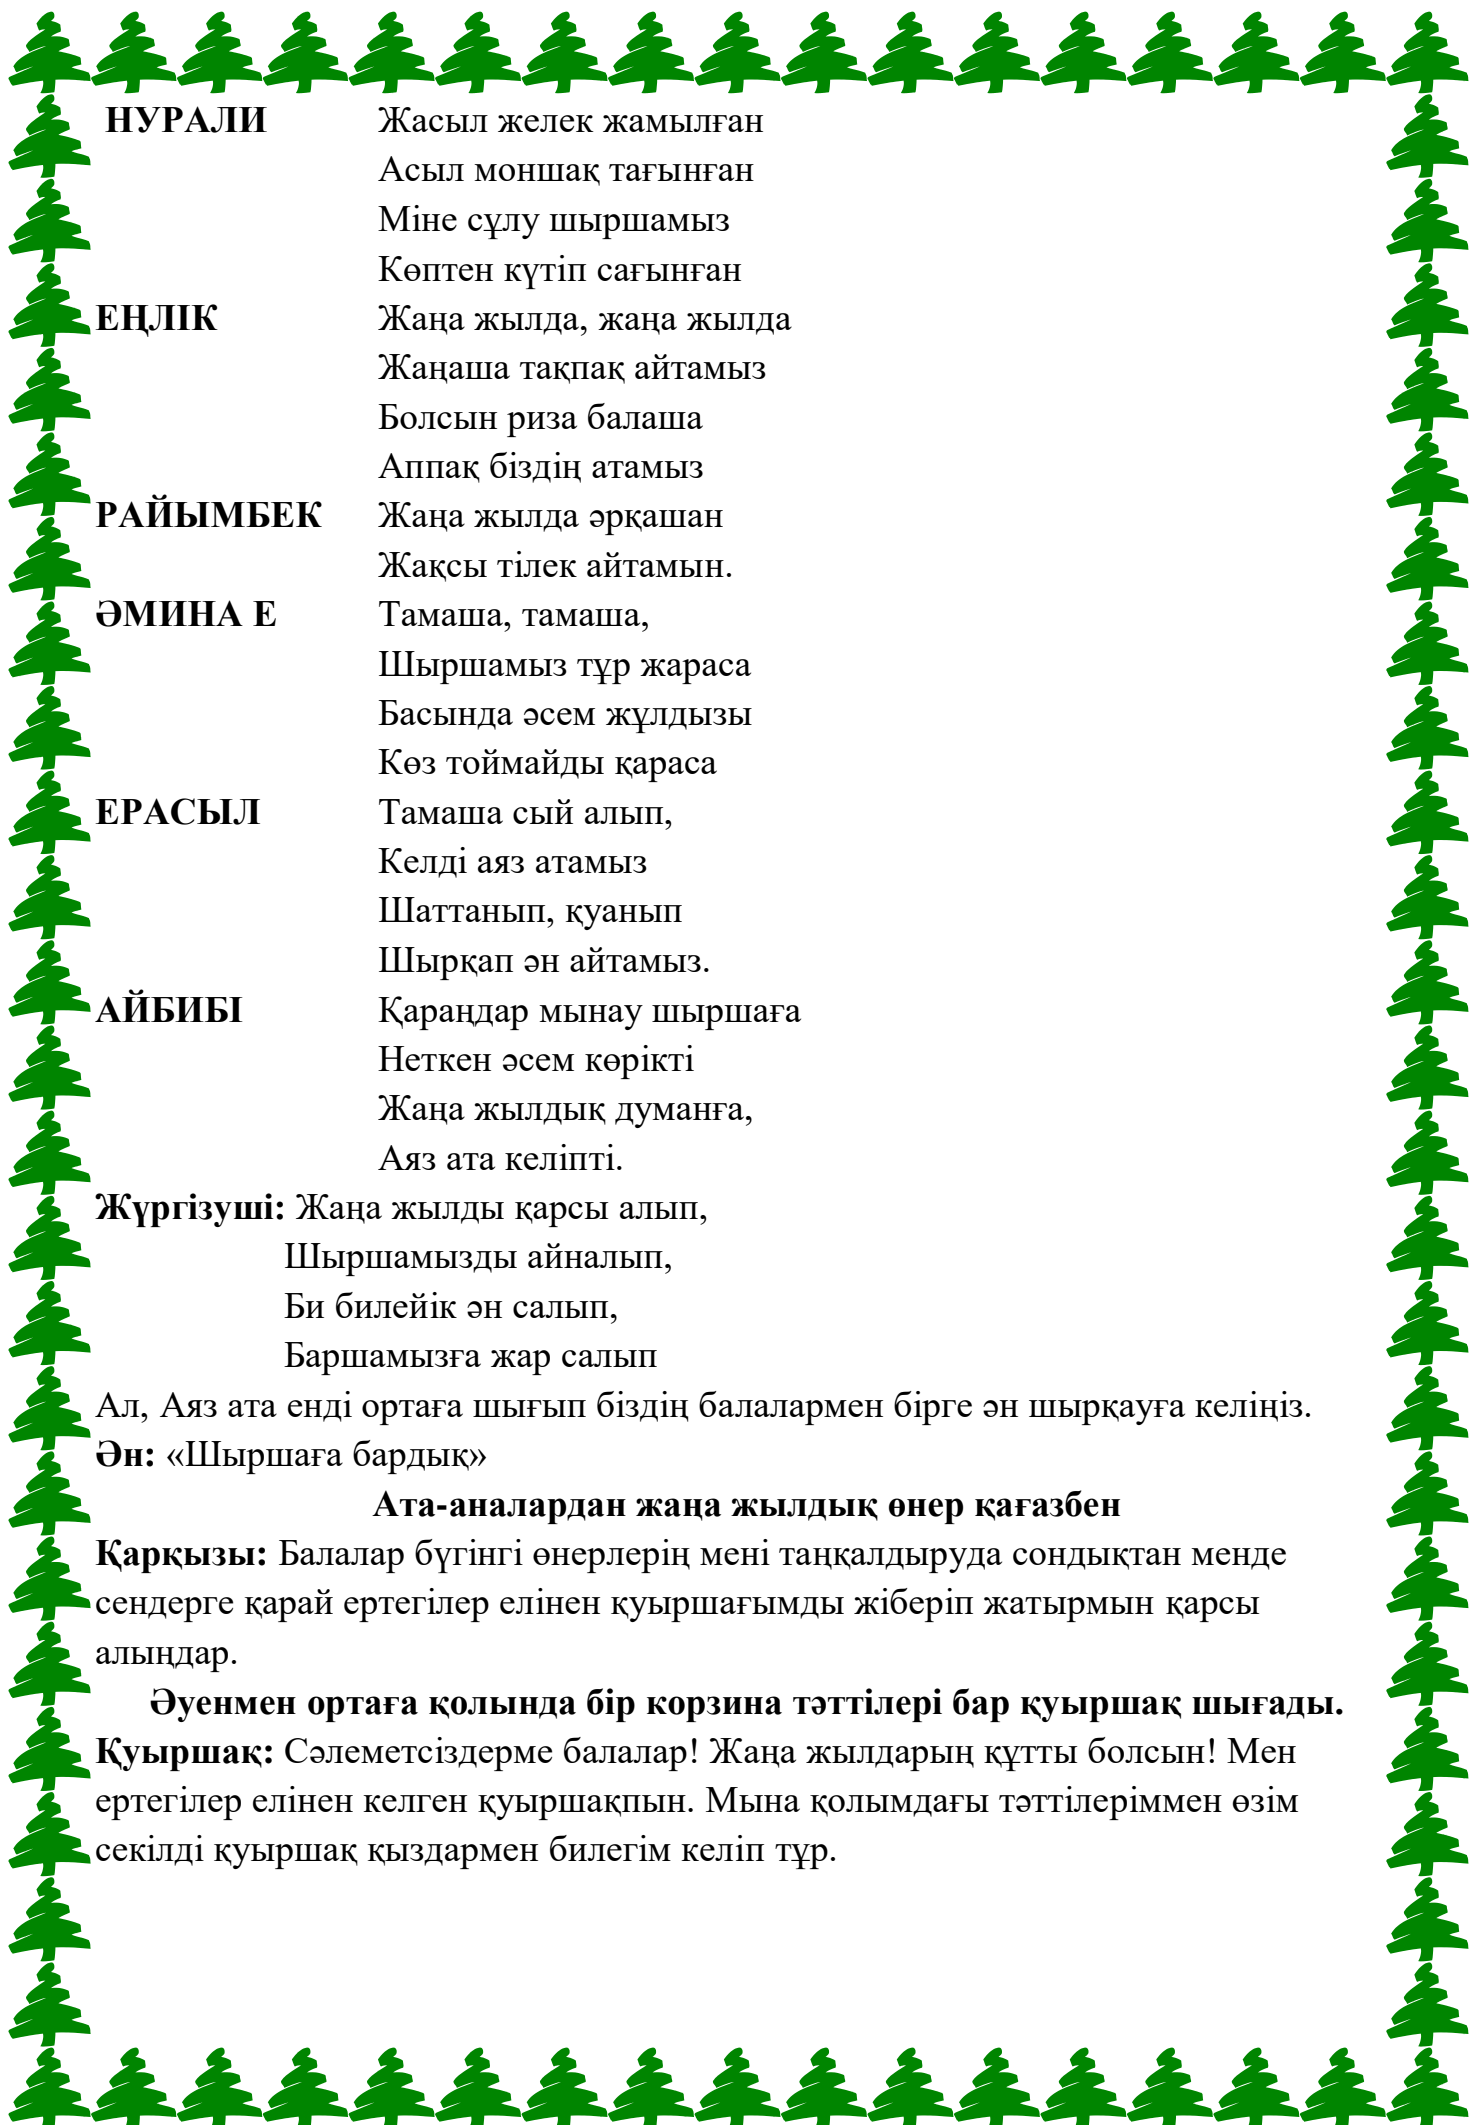 НУРАЛИ Жасыл желек жамылған
Асыл моншақ тағынған
Міне сұлу шыршамыз
Көптен күтіп сағынған
ЕҢЛІК Жаңа жылда, жаңа жылда
Жаңаша тақпақ айтамыз
Болсын риза балаша
Аппақ біздің атамыз
РАЙЫМБЕК Жаңа жылда әрқашан
Жақсы тілек айтамын.
ӘМИНА Е Тамаша, тамаша,
Шыршамыз тұр жараса
Басында әсем жұлдызы
Көз тоймайды қараса
ЕРАСЫЛ Тамаша сый алып,
Келді аяз атамыз
Шаттанып, қуанып
Шырқап ән айтамыз.
АЙБИБІ Қараңдар мынау шыршаға
Неткен әсем көрікті
Жаңа жылдық думанға,
Аяз ата келіпті.
Жүргізуші: Жаңа жылды қарсы алып,
Шыршамызды айналып,
Би билейік ән салып,
Баршамызға жар салып
Ал, Аяз ата енді ортаға шығып біздің балалармен бірге ән шырқауға келіңіз.
Ән: «Шыршаға бардық»
Ата-аналардан жаңа жылдық өнер қағазбен
Қарқызы: Балалар бүгінгі өнерлерің мені таңқалдыруда сондықтан менде
сендерге қарай ертегілер елінен қуыршағымды жіберіп жатырмын қарсы
алыңдар.
Әуенмен ортаға қолында бір корзина тәттілері бар қуыршақ шығады.
Қуыршақ: Сәлеметсіздерме балалар! Жаңа жылдарың құтты болсын! Мен
ертегілер елінен келген қуыршақпын. Мына қолымдағы тәттілеріммен өзім
секілді қуыршақ қыздармен билегім келіп тұр.